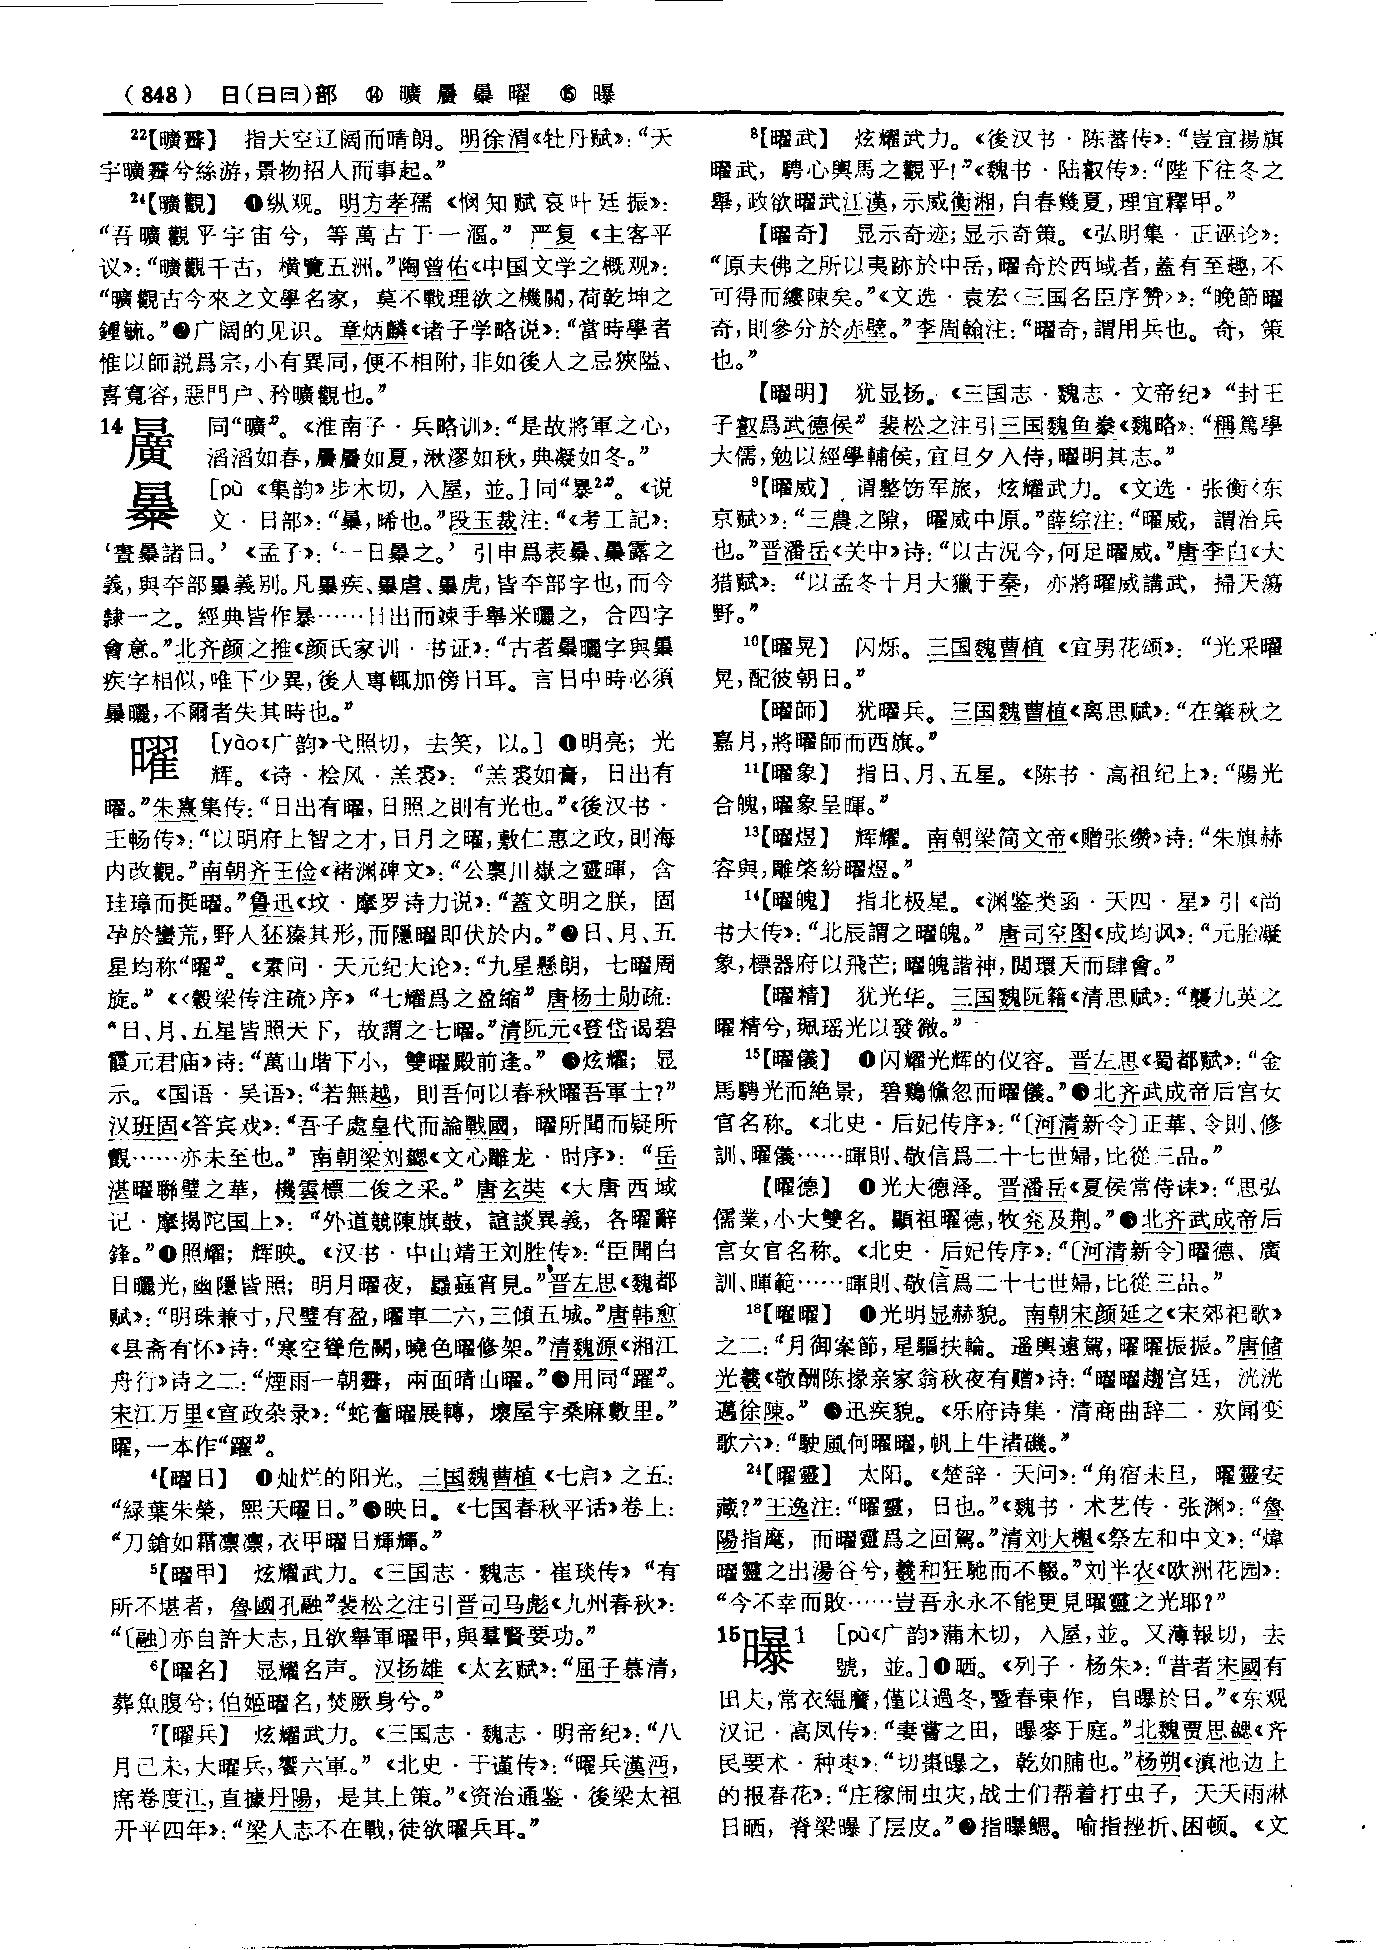 （848） 日(日曰)部 ⑭ 曠 㬑 㬥 曜 ⑮ 曝
²²【曠霽】 指天空辽阔而晴朗。明徐渭《牡丹赋》：“天
宇曠霽兮絲游，景物招人而事起。”
²⁴【曠觀】 ❶纵观。明方孝孺《悯知赋哀叶廷振》：
“吾曠觀乎宇宙兮，等萬古于一漚。” 严复《主客平
议》：“曠觀千古，横覽五洲。”陶曾佑《中国文学之概观》：
“曠觀古今來之文學名家，莫不戰理欲之機關，荷乾坤之
鍾毓。”❷广阔的见识。章炳麟《诸子学略说》：“當時學者
惟以師説爲宗，小有異同，便不相附，非如後人之忌狹隘、
喜寬容，惡門户、矜曠觀也。”
14 㬑 同“曠”。《淮南子·兵略训》：“是故將軍之心，
滔滔如春，㬑㬑如夏，湫漻如秋，典凝如冬。”
㬥 [pù 《集韵》步木切，入屋，並。]同“暴²”。《说
文·日部》：“㬥，晞也。”段玉裁注：“《考工記》：
‘晝㬥諸日。’《孟子》：‘一日㬥之。’ 引申爲表㬥、㬥露之
義，與夲部㬥義别。凡㬥疾、㬥虐、㬥虎，皆夲部字也，而今
隸一之。經典皆作暴……日出而竦手舉米曬之，合四字
會意。”北齐颜之推《颜氏家训·书证》：“古者㬥曬字與㬥
疾字相似，唯下少異，後人專輒加傍日耳。言日中時必須
㬥曬，不爾者失其時也。”
曜 [yào《广韵》弋照切，去笑，以。] ❶明亮；光
辉。《诗·桧风·羔裘》：“羔裘如膏，日出有
曜。”朱熹集传：“日出有曜，日照之則有光也。”《後汉书·
王畅传》：“以明府上智之才，日月之曜，敷仁惠之政，則海
内改觀。”南朝齐王俭《褚渊碑文》：“公禀川嶽之靈暉，含
珪璋而挺曜。”鲁迅《坟·摩罗诗力说》：“蓋文明之朕，固
孕於蠻荒，野人狉獉其形，而隱曜即伏於内。”❷日、月、五
星均称“曜”。《素问·天元纪大论》：“九星懸朗，七曜周
旋。”《〈穀梁传注疏〉序》“七耀爲之盈缩”唐杨士勋疏：
“日、月、五星皆照天下，故謂之七曜。”清阮元《登岱谒碧
霞元君庙》诗：“萬山堦下小，雙曜殿前逢。” ❸炫耀；显
示。《国语·吴语》：“若無越，則吾何以春秋曜吾軍士？”
汉班固《答宾戏》：“吾子處皇代而論戰國，曜所聞而疑所
觀……亦未至也。” 南朝梁刘勰《文心雕龙·时序》：“岳
湛曜聯璧之華，機雲標二俊之采。”唐玄奘《大唐西域
记·摩揭陀国上》：“外道競陳旗鼓，諠談異義，各曜辭
鋒。”❹照耀；辉映。《汉书·中山靖王刘胜传》：“臣聞白
日曬光，幽隱皆照；明月曜夜，蟁蝱宵見。”晋左思《魏都
赋》：“明珠兼寸，尺璧有盈，曜車二六，三傾五城。”唐韩愈
《县斋有怀》诗：“寒空聳危闕，曉色曜修架。”清魏源《湘江
舟行》诗之二：“煙雨一朝霽，兩面晴山曜。”❺用同“躍”。
宋江万里《宣政杂录》：“蛇奮曜展轉，壞屋宇桑麻數里。”
曜，一本作“躍”。
⁴【曜日】 ❶灿烂的阳光。三国魏曹植《七启》之五：
“緑葉朱榮，熙天曜日。”❷映日。《七国春秋平话》卷上：
“刀鎗如霜凛凛，衣甲曜日輝輝。”
⁵【曜甲】 炫耀武力。《三国志·魏志·崔琰传》“有
所不堪者，魯國孔融”裴松之注引晋司马彪《九州春秋》：
“〔融〕亦自許大志，且欲舉軍曜甲，與羣賢要功。”
⁶【曜名】 显耀名声。汉扬雄《太玄赋》：“屈子慕清，
葬魚腹兮；伯姬曜名，焚厥身兮。”
⁷【曜兵】 炫耀武力。《三国志·魏志·明帝纪》：“八
月己未，大曜兵，饗六軍。”《北史·于谨传》：“曜兵漢沔，
席卷度江，直據丹陽，是其上策。”《资治通鉴·後梁太祖
开平四年》：“梁人志不在戰，徒欲曜兵耳。”
⁸【曜武】 炫耀武力。《後汉书·陈蕃传》：“豈宜揚旗
曜武，騁心輿馬之觀乎！”《魏书·陆叡传》：“陛下往冬之
舉，政欲曜武江漢，示威衡湘，自春幾夏，理宜釋甲。”
【曜奇】 显示奇迹；显示奇策。《弘明集·正诬论》：
“原夫佛之所以夷跡於中岳，曜奇於西域者，蓋有至趣，不
可得而縷陳矣。”《文选·袁宏〈三国名臣序赞〉》：“晚節曜
奇，則參分於赤壁。”李周翰注：“曜奇，謂用兵也。奇，策
也。”
【曜明】 犹显扬。《三国志·魏志·文帝纪》“封王
子叡爲武德侯”裴松之注引三国魏鱼豢《魏略》：“稱篤學
大儒，勉以經學輔侯，宜旦夕入侍，曜明其志。”
⁹【曜威】 谓整饬军旅，炫耀武力。《文选·张衡〈东
京赋〉》：“三農之隙，曜威中原。”薛综注：“曜威，謂治兵
也。”晋潘岳《关中》诗：“以古况今，何足曜威。”唐李白《大
猎赋》：“以孟冬十月大獵于秦，亦將曜威講武，掃天蕩
野。”
¹⁰【曜晃】 闪烁。三国魏曹植《宜男花颂》：“光采曜
晃，配彼朝日。”
【曜師】 犹曜兵。三国魏曹植《离思赋》：“在肇秋之
嘉月，將曜師而西旗。”
¹¹【曜象】 指日、月、五星。《陈书·高祖纪上》：“陽光
合魄，曜象呈暉。”
¹³【曜煜】 辉耀。南朝梁简文帝《赠张缵》诗：“朱旗赫
容與，雕棨紛曜煜。”
¹⁴【曜魄】 指北极星。《渊鉴类函·天四·星》引《尚
书大传》：“北辰謂之曜魄。” 唐司空图《成均讽》：“元胎凝
象，標器府以飛芒；曜魄諧神，閲環天而肆會。”
【曜精】 犹光华。三国魏阮籍《清思赋》：“襲九英之
曜精兮，珮瑶光以發微。”
¹⁵【曜儀】 ❶闪耀光辉的仪容。晋左思《蜀都赋》：“金
馬騁光而絶景，碧鷄儵忽而曜儀。”❷北齐武成帝后宫女
官名称。《北史·后妃传序》：“〔河清新令〕正華、令則、修
訓、曜儀……暉則、敬信爲二十七世婦，比從三品。”
【曜德】 ❶光大德泽。晋潘岳《夏侯常侍诔》：“思弘
儒業，小大雙名。顯祖曜德，牧兖及荆。”❷北齐武成帝后
宫女官名称。《北史·后妃传序》：“〔河清新令〕曜德、廣
訓、暉範……暉則、敬信爲二十七世婦，比從三品。”
¹⁸【曜曜】 ❶光明显赫貌。南朝宋颜延之《宋郊祀歌》
之二：“月御案節，星驅扶輪。遥興遠駕，曜曜振振。”唐储
光羲《敬酬陈掾亲家翁秋夜有赠》诗：“曜曜趨宫廷，洸洸
邁徐陳。” ❷迅疾貌。《乐府诗集·清商曲辞二·欢闻变
歌六》：“駛風何曜曜，帆上牛渚磯。”
²⁴【曜靈】 太阳。《楚辞·天问》：“角宿未旦，曜靈安
藏？”王逸注：“曜靈，日也。”《魏书·术艺传·张渊》：“魯
陽指麾，而曜靈爲之回駕。”清刘大櫆《祭左和中文》：“煒
曜靈之出湯谷兮，羲和狂馳而不輟。”刘半农《欧洲花园》：
“今不幸而敗……豈吾永永不能更見曜靈之光耶？”
15 曝1 [pù《广韵》蒲木切，入屋，並。又薄報切，去
號，並。]❶晒。《列子·杨朱》：“昔者宋國有
田夫，常衣緼黂，僅以過冬，暨春東作，自曝於日。”《东观
汉记·高凤传》：“妻嘗之田，曝麥于庭。”北魏贾思勰《齐
民要术·种枣》：“切棗曝之，乾如脯也。”杨朔《滇池边上
的报春花》：“庄稼闹虫灾，战士们帮着打虫子，天天雨淋
日晒，脊梁曝了层皮。”❷指曝鳃。喻指挫折、困顿。《文